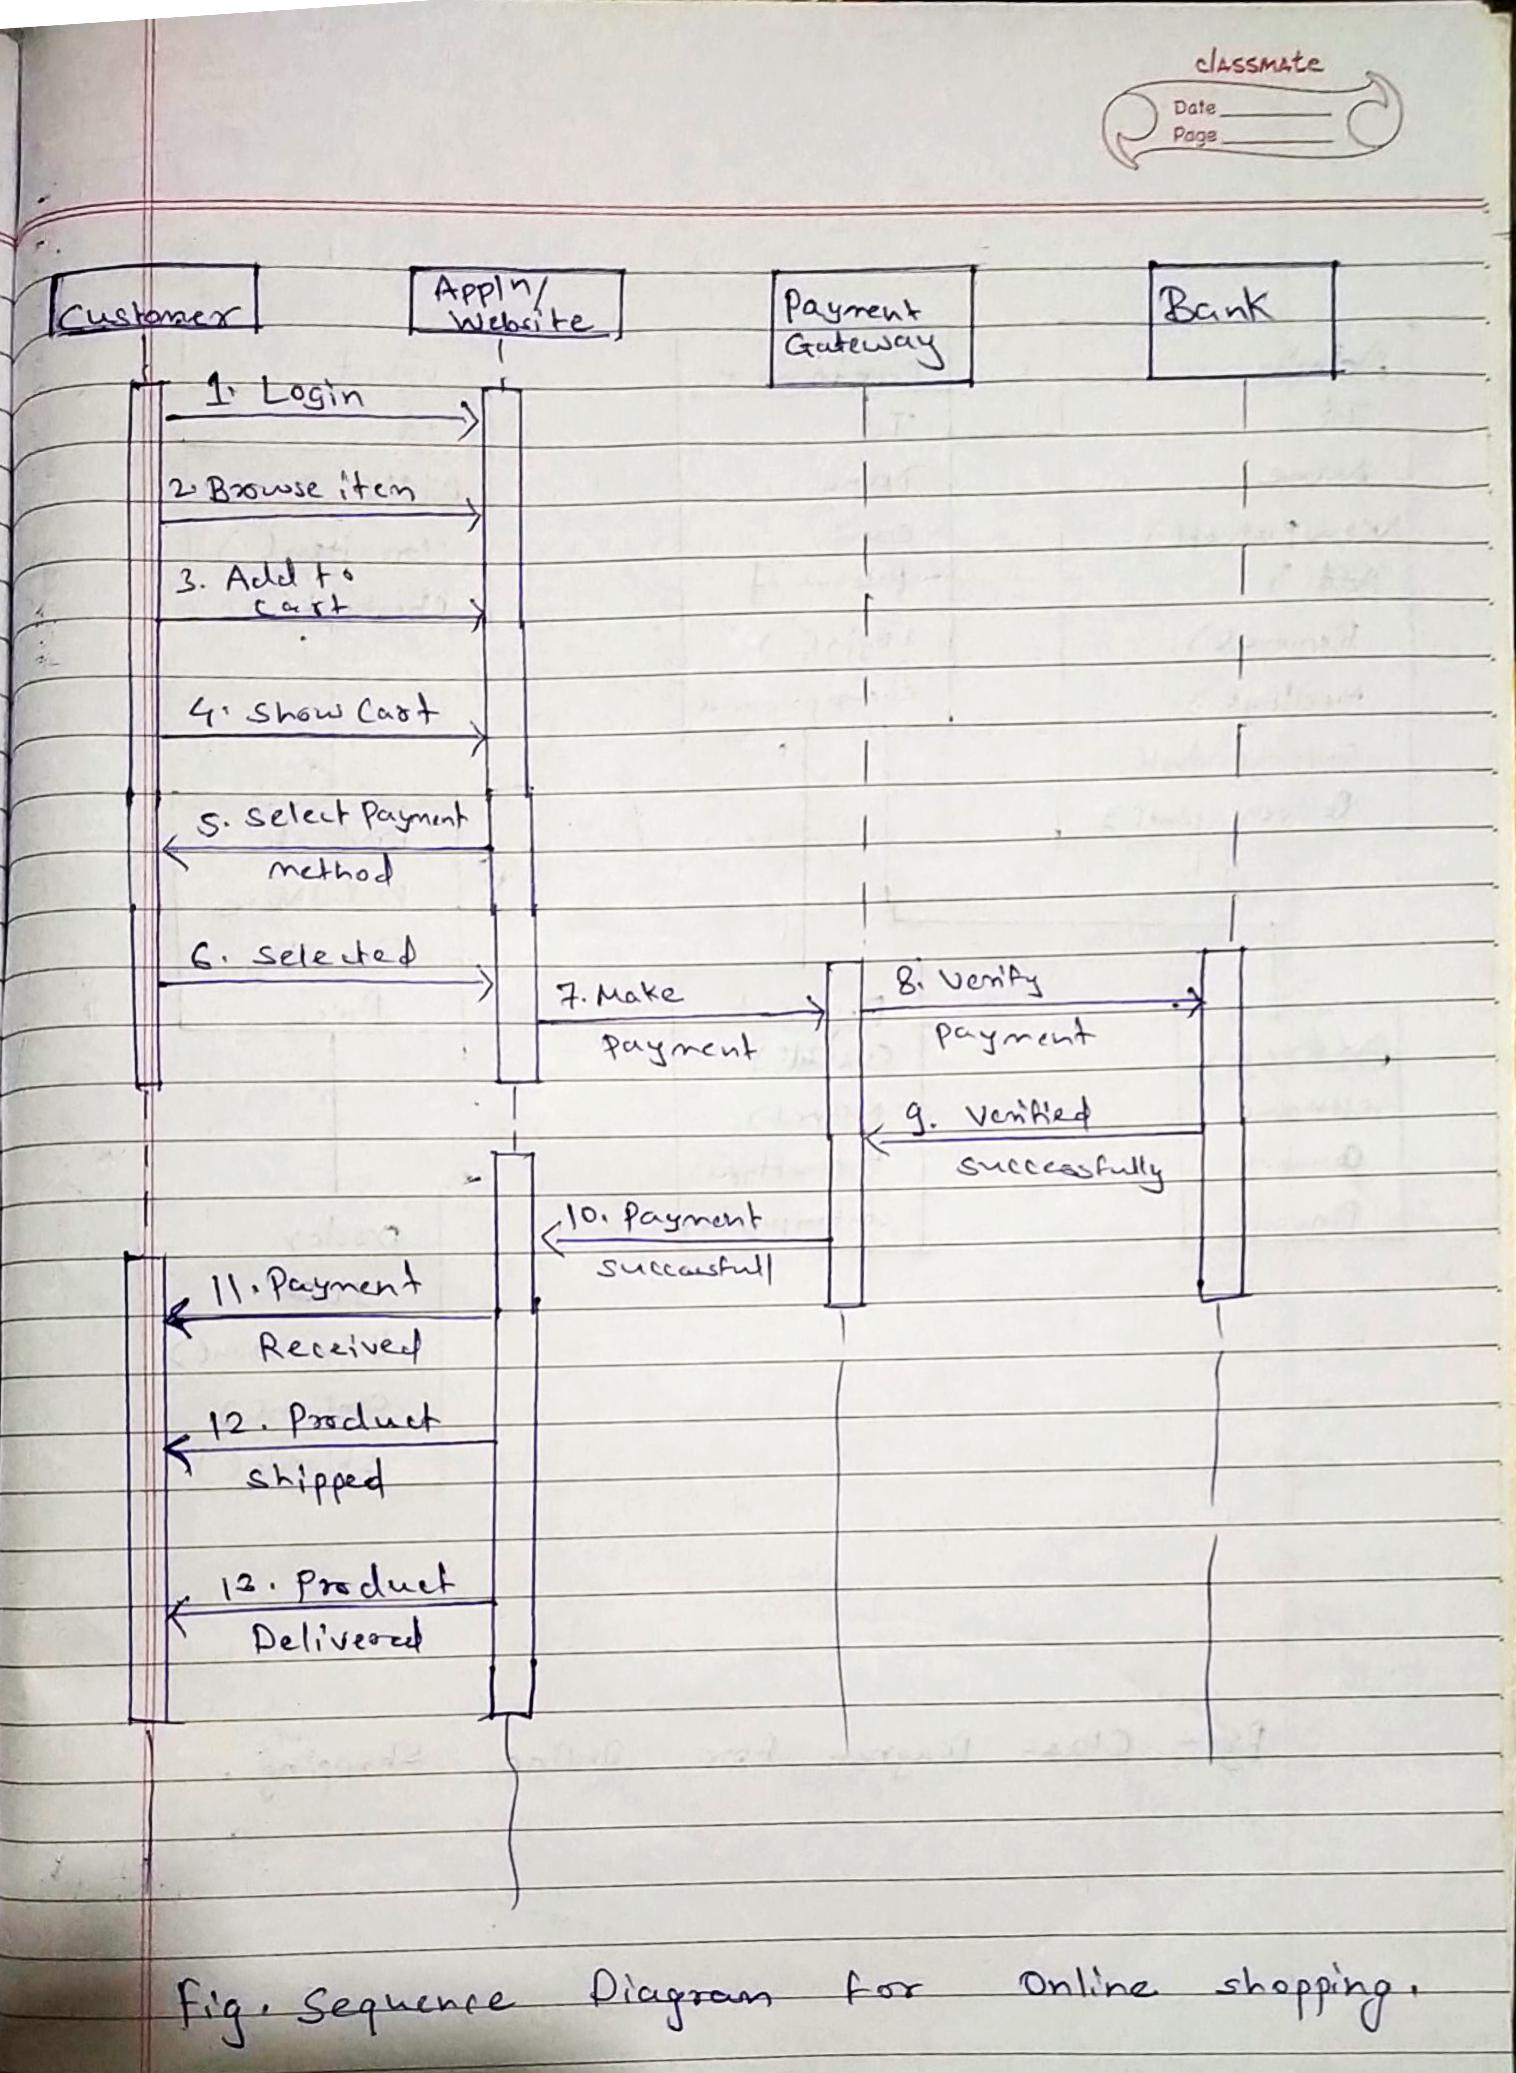 classmate
Date
Page
Customer
Appln/
Website
Payment
Gateway
Bank
1. Login
2. Browse item
3. Add to
cart
4. Show Cart
5. Select Payment
method
6. Selected
7. Make
Payment
8. Verify
Payment
9. Verified
successfully
10. Payment
successfull
11. Payment
Received
12. Product
Shipped
13. Product
Delivered
Fig. Sequence Diagram for Online shopping.